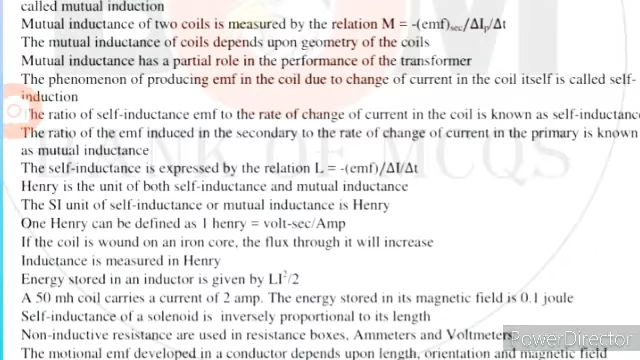 called mutual induction
Mutual inductance of two coils is measured by the relation M = -(emf)sec/ΔIp/Δt
The mutual inductance of coils depends upon geometry of the coils
Mutual inductance has a partial role in the performance of the transformer
The phenomenon of producing emf in the coil due to change of current in the coil itself is called self-
induction
The ratio of self-inductance emf to the rate of change of current in the coil is known as self-inductance
The ratio of the emf induced in the secondary to the rate of change of current in the primary is known
as mutual inductance
The self-inductance is expressed by the relation L = -(emf)/ΔI/Δt
Henry is the unit of both self-inductance and mutual inductance
The SI unit of self-inductance or mutual inductance is Henry
One Henry can be defined as 1 henry = volt-sec/Amp
If the coil is wound on an iron core, the flux through it will increase
Inductance is measured in Henry
Energy stored in an inductor is given by LI²/2
A 50 mh coil carries a current of 2 amp. The energy stored in its magnetic field is 0.1 joule
Self-inductance of a solenoid is inversely proportional to its length
Non-inductive resistance are used in resistance boxes, Ammeters and Voltmeters
The motional emf developed in a conductor depends upon length, orientation and magnetic field
OF MCQS
PowerDirector